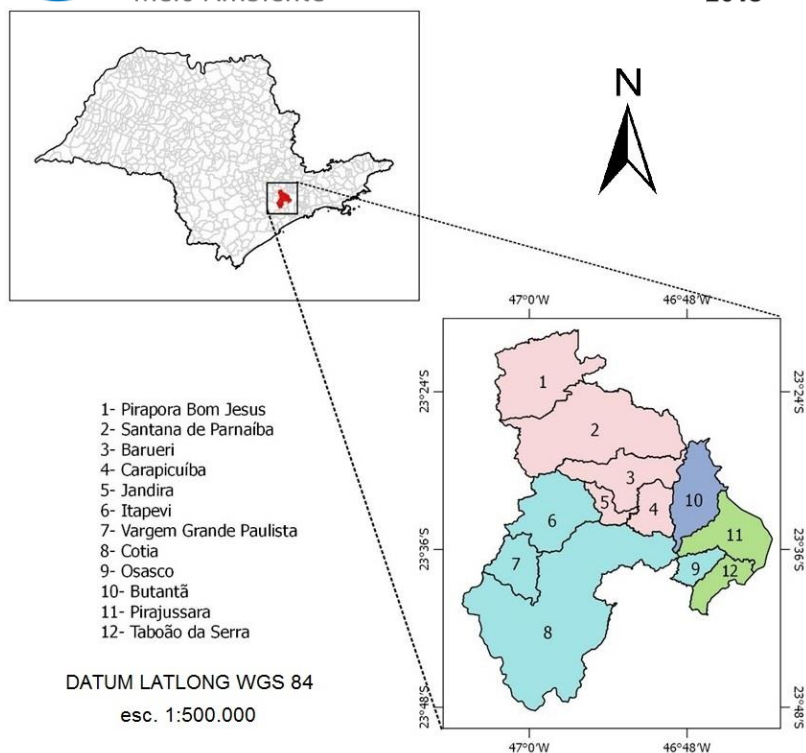 N
47°0'W 46°48'W
23°24'S 23°24'S
1
2
3
4
5
6
7
8
9
10
11
12
23°36'S 23°36'S
23°48'S 23°48'S
47°0'W 46°48'W
1- Pirapora Bom Jesus
2- Santana de Parnaíba
3- Barueri
4- Carapicuíba
5- Jandira
6- Itapevi
7- Vargem Grande Paulista
8- Cotia
9- Osasco
10- Butantã
11- Pirajussara
12- Taboão da Serra
DATUM LATLONG WGS 84
esc. 1:500.000